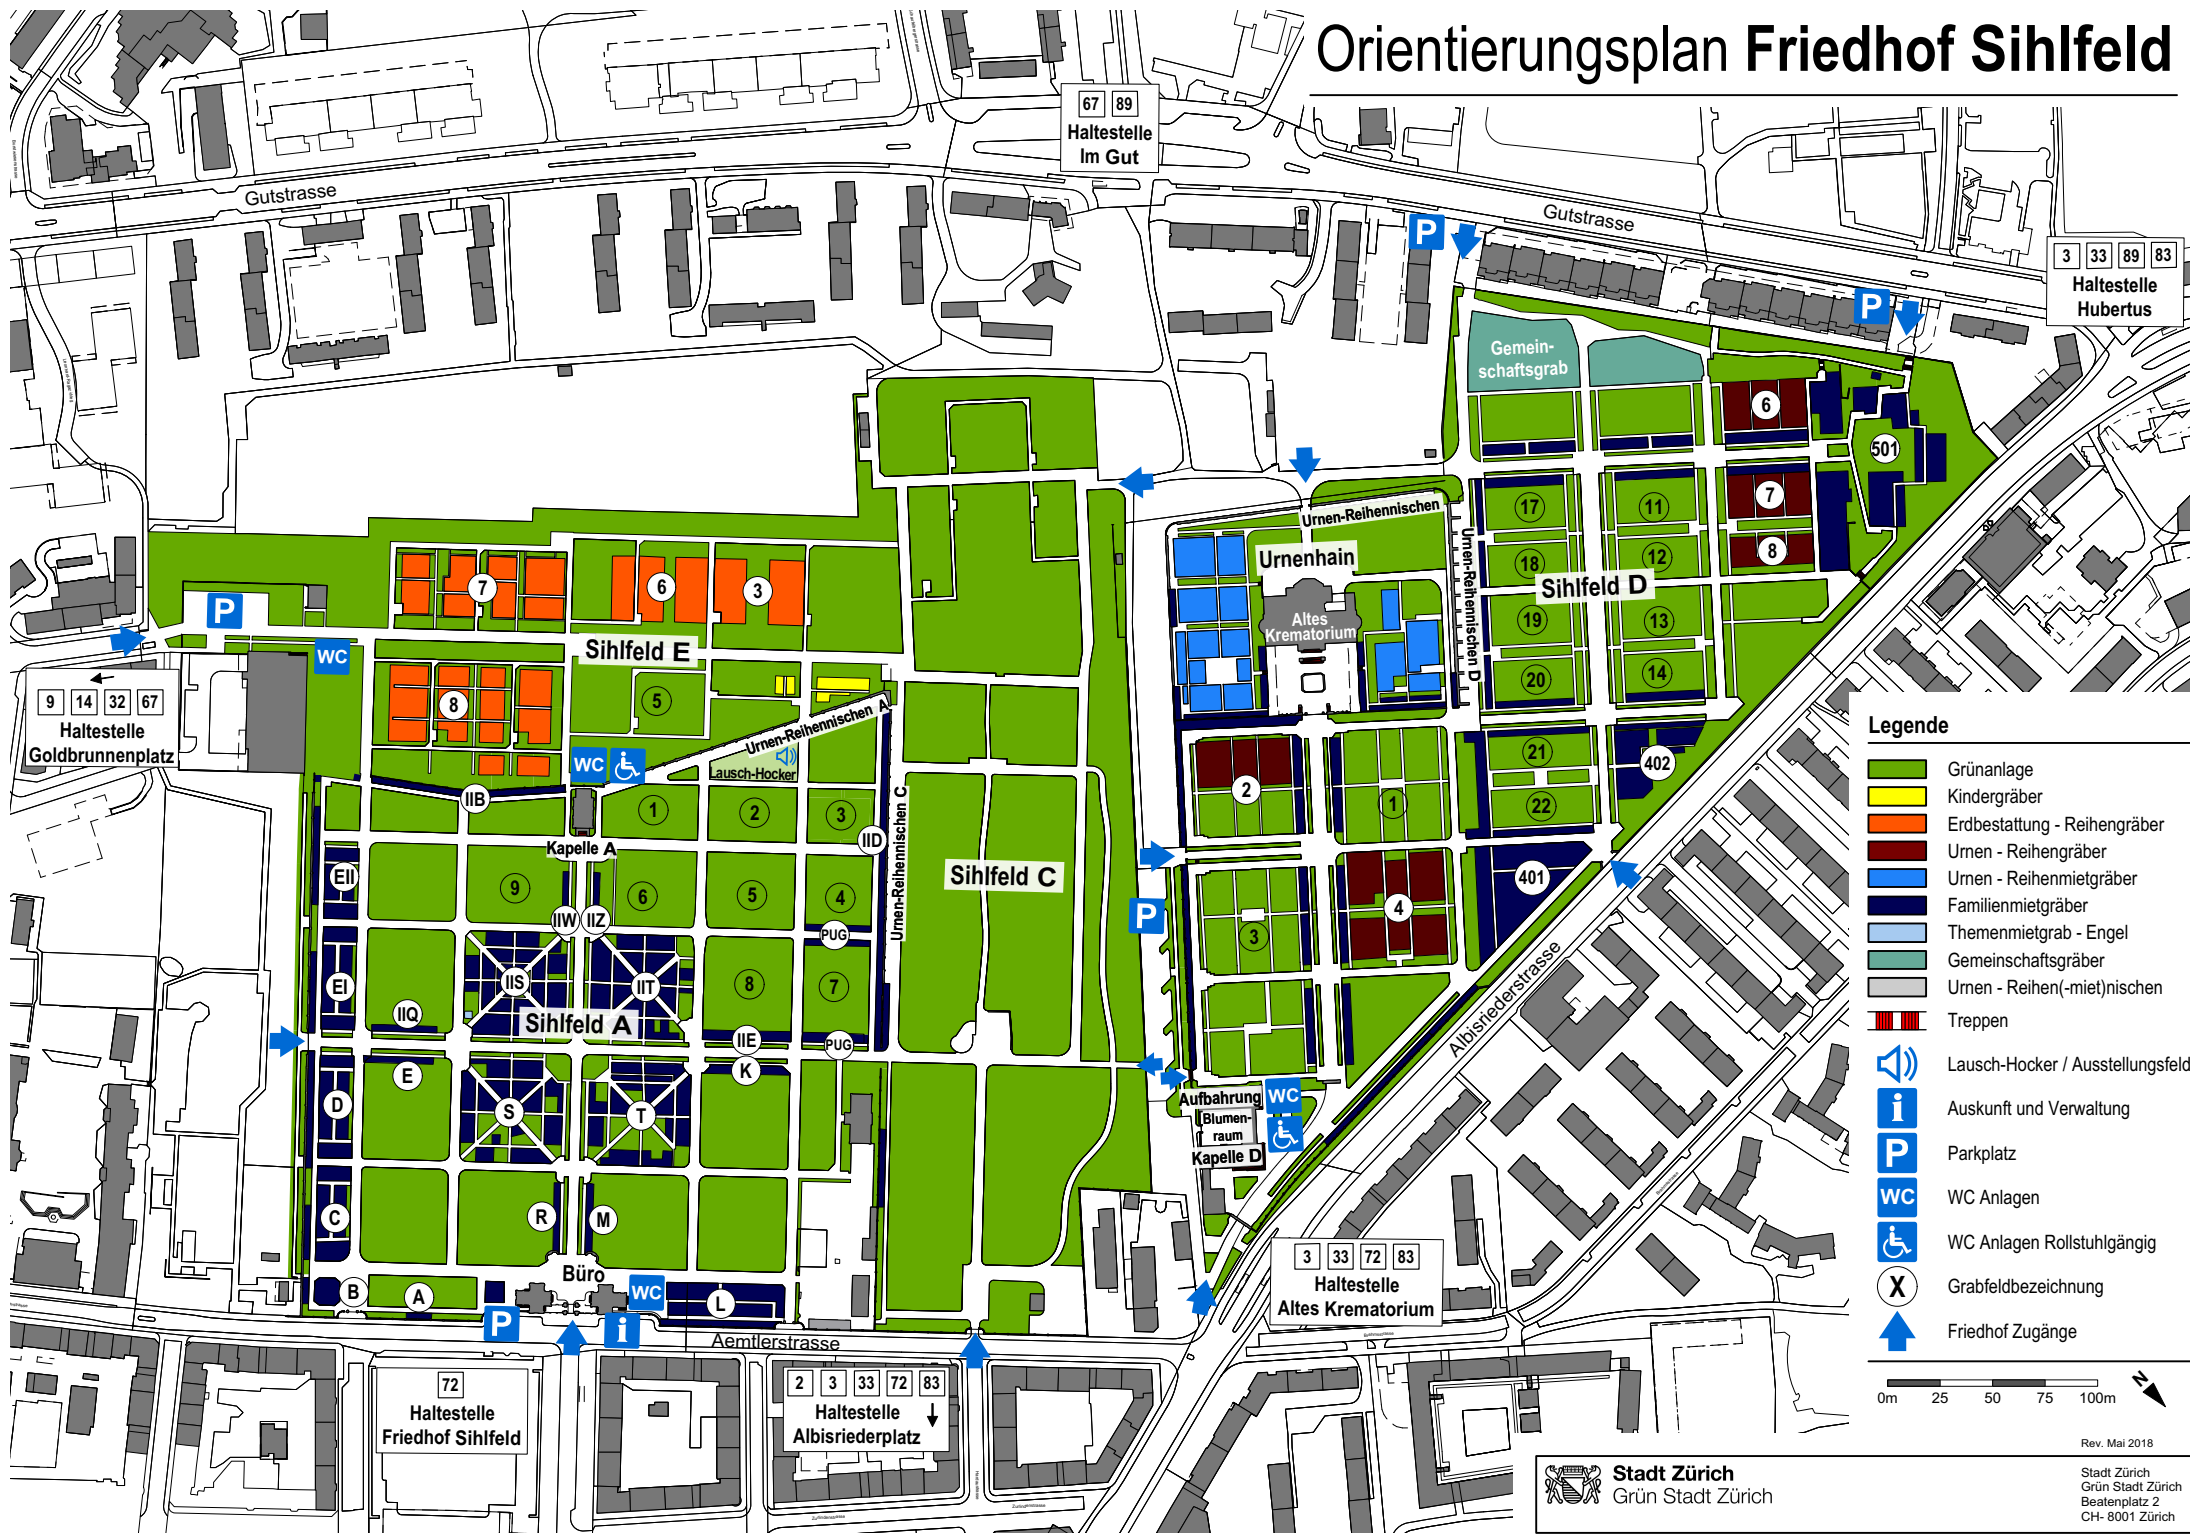 Orientierungsplan Friedhof Sihlfeld
67 89
Haltestelle
Im Gut
Gutstrasse
Gutstrasse
P
P
3 33 89 83
Haltestelle
Hubertus
Gemein-
schaftsgrab
6
501
7
8
17
11
18
12
Sihlfeld D
19
13
20
14
21
402
22
401
Urnen-Reihennischen
Urnen-Reihennischen D
Urnenhain
Altes
Krematorium
2
1
4
3
P
Aufbahrung
WC
Blumen-
raum
Kapelle D
Albisriederstrasse
3 33 72 83
Haltestelle
Altes Krematorium
7
6
3
P
WC
Sihlfeld E
9 14 32 67
Haltestelle
Goldbrunnenplatz
8
5
Urnen-Reihennischen A
Lausch-Hocker
WC
IIB
1
2
3
IID
Urnen-Reihennischen C
Kapelle A
Sihlfeld C
EII
9
6
5
4
IIW
IIZ
PUG
EI
IIS
IIT
8
7
IIQ
Sihlfeld A
IIE
PUG
E
K
D
S
T
C
R
M
B
A
Büro
WC
L
P
i
Aemtlerstrasse
72
Haltestelle
Friedhof Sihlfeld
2 3 33 72 83
Haltestelle
Albisriederplatz
Legende
Grünanlage
Kindergräber
Erdbestattung - Reihengräber
Urnen - Reihengräber
Urnen - Reihenmietgräber
Familienmietgräber
Themenmietgrab - Engel
Gemeinschaftsgräber
Urnen - Reihen(-miet)nischen
Treppen
Lausch-Hocker / Ausstellungsfeld
i Auskunft und Verwaltung
P Parkplatz
WC WC Anlagen
WC Anlagen Rollstuhlgängig
X Grabfeldbezeichnung
Friedhof Zugänge
0m 25 50 75 100m
N
Rev. Mai 2018
Stadt Zürich
Grün Stadt Zürich
Stadt Zürich
Grün Stadt Zürich
Beatenplatz 2
CH- 8001 Zürich